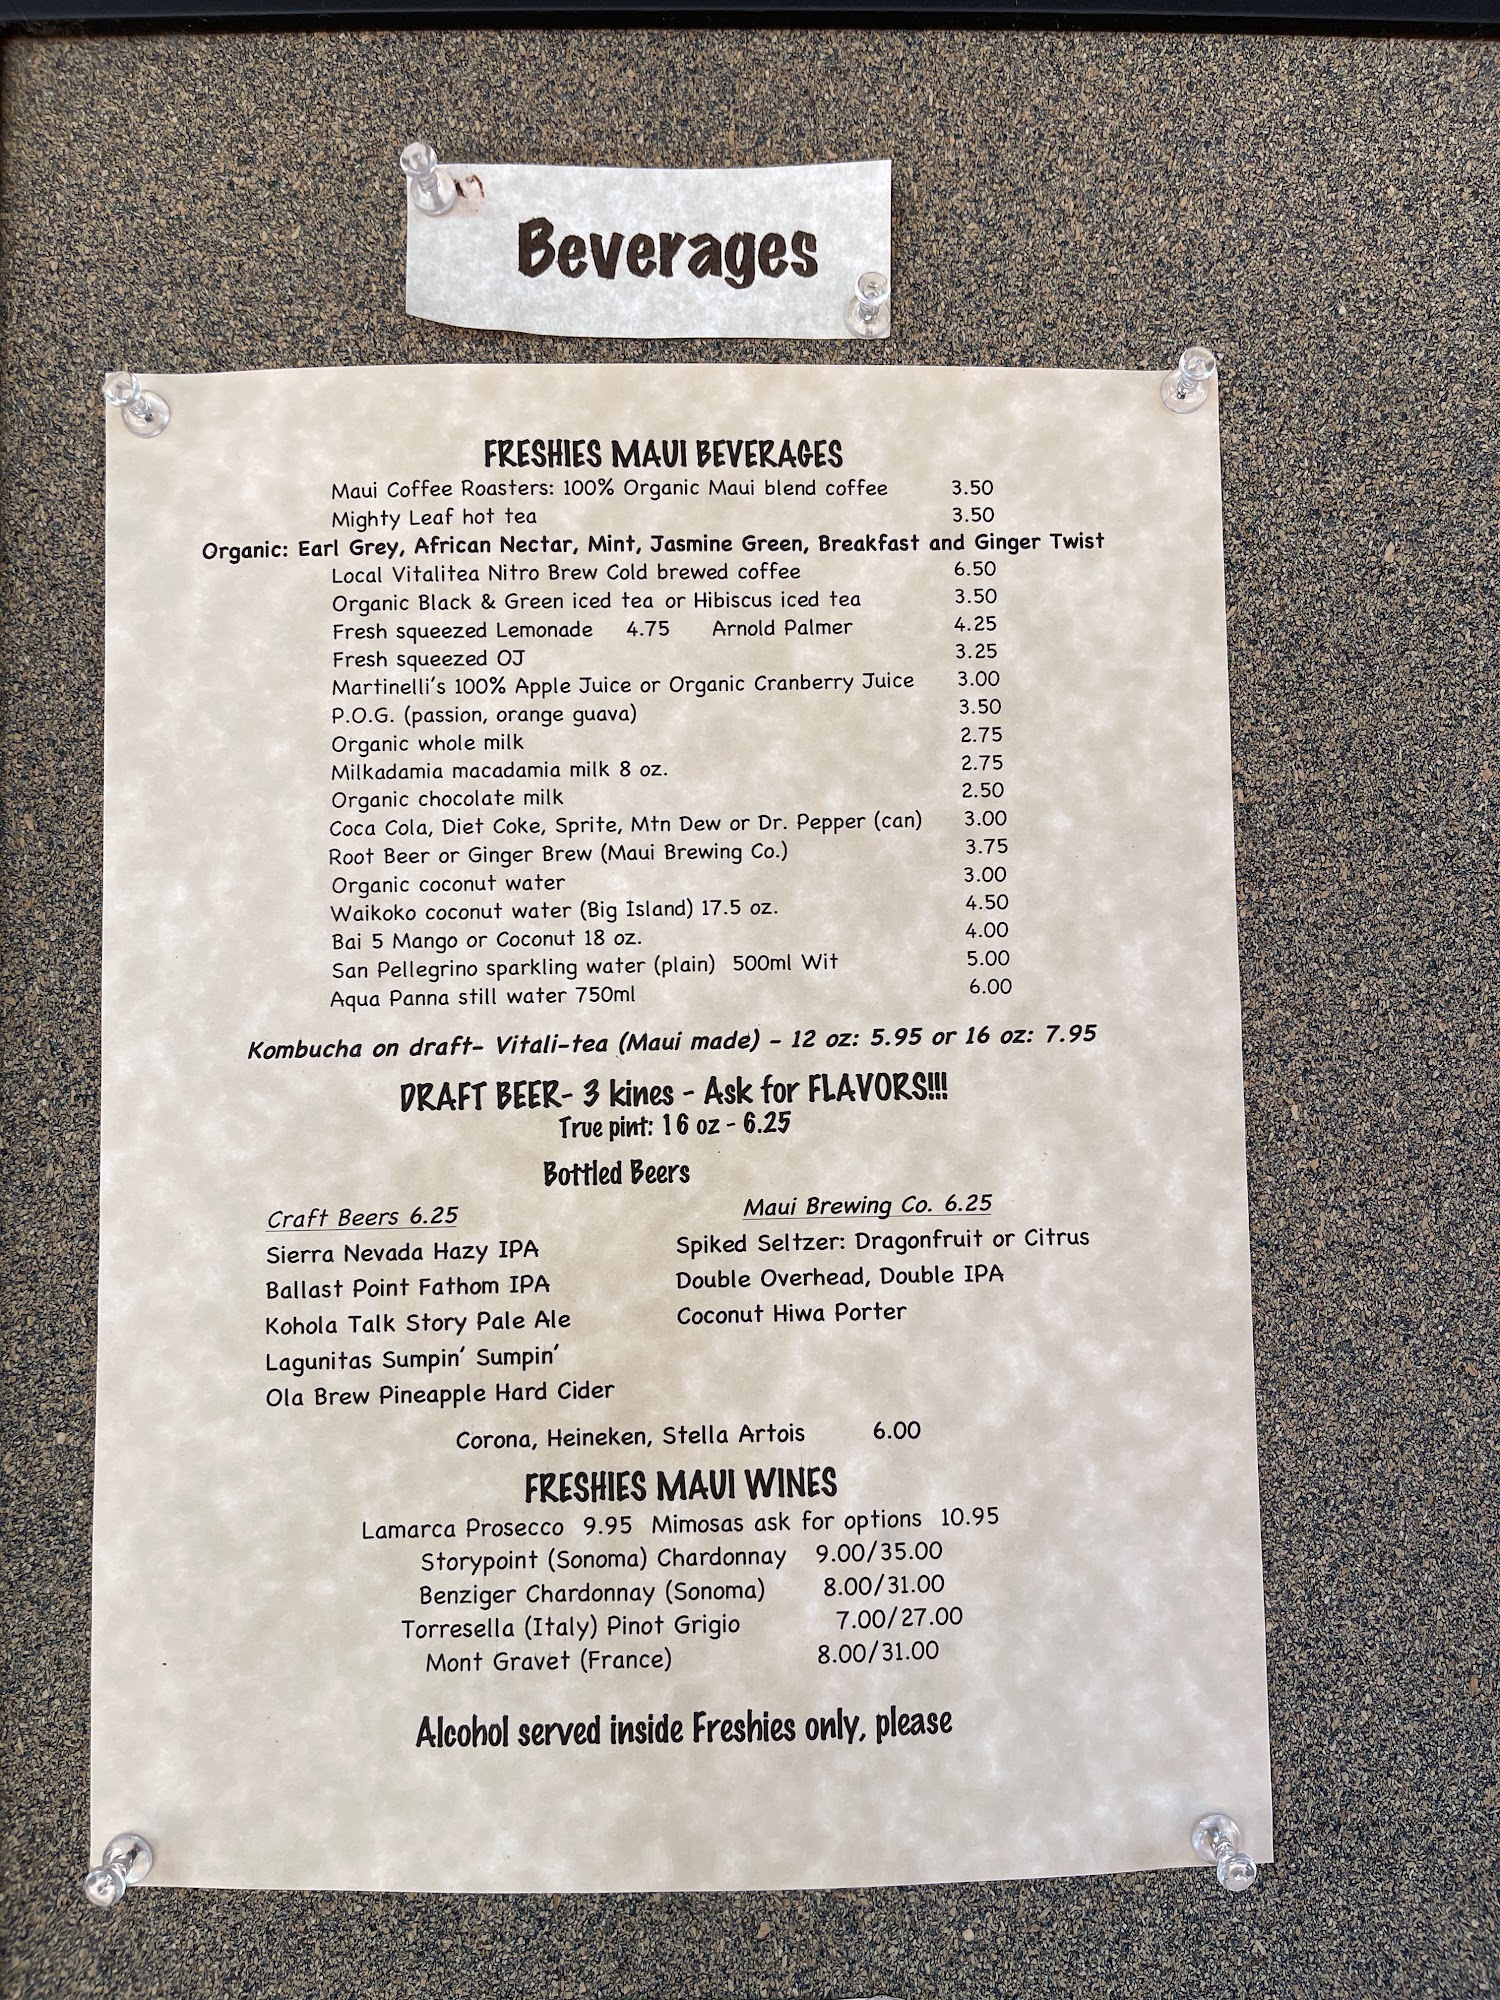 Beverages
FRESHIES MAUI BEVERAGES
Maui Coffee Roasters: 100% Organic Maui blend coffee 3.50
Mighty Leaf hot tea 3.50
Organic: Earl Grey, African Nectar, Mint, Jasmine Green, Breakfast and Ginger Twist
Local Vitalitea Nitro Brew Cold brewed coffee 6.50
Organic Black & Green iced tea or Hibiscus iced tea 3.50
Fresh squeezed Lemonade 4.75 Arnold Palmer 4.25
Fresh squeezed OJ 3.25
Martinelli's 100% Apple Juice or Organic Cranberry Juice 3.00
P.O.G. (passion, orange guava) 3.50
Organic whole milk 2.75
Milkadamia macadamia milk 8 oz. 2.75
Organic chocolate milk 2.50
Coca Cola, Diet Coke, Sprite, Mtn Dew or Dr. Pepper (can) 3.00
Root Beer or Ginger Brew (Maui Brewing Co.) 3.75
Organic coconut water 3.00
Waikoko coconut water (Big Island) 17.5 oz. 4.50
Bai 5 Mango or Coconut 18 oz. 4.00
San Pellegrino sparkling water (plain) 500ml Wit 5.00
Aqua Panna still water 750ml 6.00
Kombucha on draft- Vitali-tea (Maui made) - 12 oz: 5.95 or 16 oz: 7.95
DRAFT BEER- 3 kines - Ask for FLAVORS!!!
True pint: 16 oz - 6.25
Bottled Beers
Craft Beers 6.25
Sierra Nevada Hazy IPA
Ballast Point Fathom IPA
Kohola Talk Story Pale Ale
Lagunitas Sumpin' Sumpin'
Ola Brew Pineapple Hard Cider
Maui Brewing Co. 6.25
Spiked Seltzer: Dragonfruit or Citrus
Double Overhead, Double IPA
Coconut Hiwa Porter
Corona, Heineken, Stella Artois 6.00
FRESHIES MAUI WINES
Lamarca Prosecco 9.95 Mimosas ask for options 10.95
Storypoint (Sonoma) Chardonnay 9.00/35.00
Benziger Chardonnay (Sonoma) 8.00/31.00
Torresella (Italy) Pinot Grigio 7.00/27.00
Mont Gravet (France) 8.00/31.00
Alcohol served inside Freshies only, please